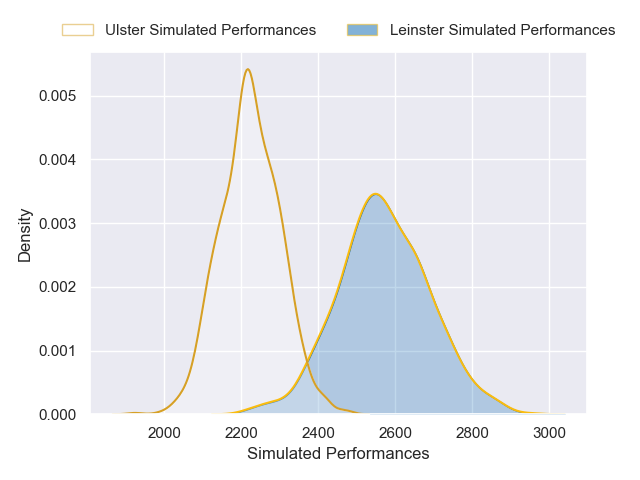 Ulster Simulated Performances Leinster Simulated Performances
0.005
0.004
0.003
0.002
0.001
0.000
Density
2000 2200 2400 2600 2800 3000
Simulated Performances